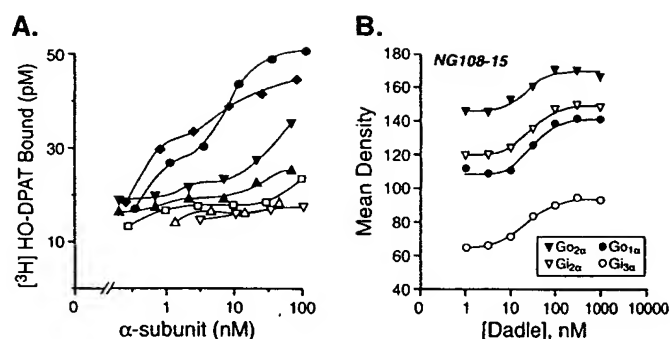 A.
[³H] HO-DPAT Bound (pM)
50
30
10
1
10
100
α-subunit (nM)
B.
NG108-15
Mean Density
180
160
140
120
100
80
60
40
Go2α
Go1α
Gi2α
Gi3α
0
1
10
100
1000
10000
[Dadle], nM